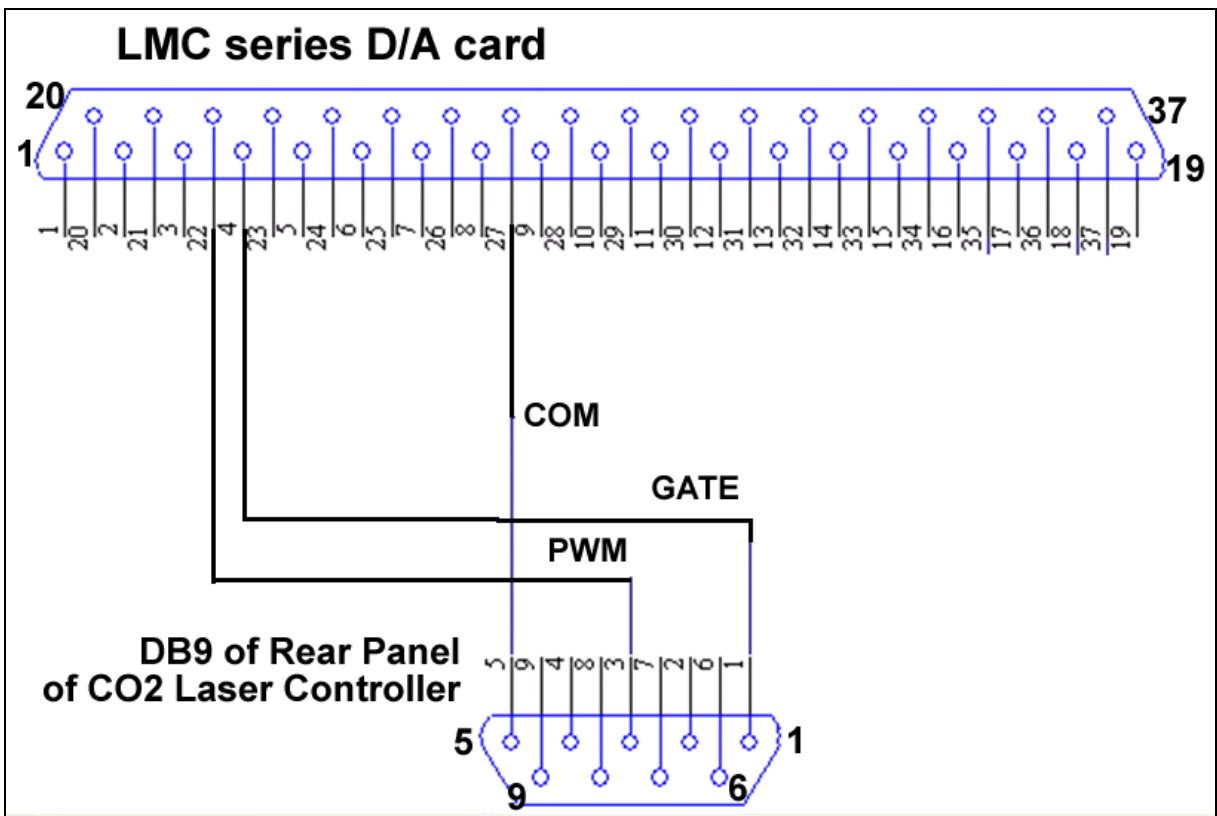 LMC series D/A card
20
37
1
19
1 20 2 21 3 22 4 23 5 24 6 25 7 26 8 27 9 28 10 29 11 30 12 31 13 32 14 33 15 34 16 35 17 36 18 37 19
COM
GATE
PWM
DB9 of Rear Panel
of CO2 Laser Controller
5 9 4 8 3 7 2 6 1
5
1
9
6